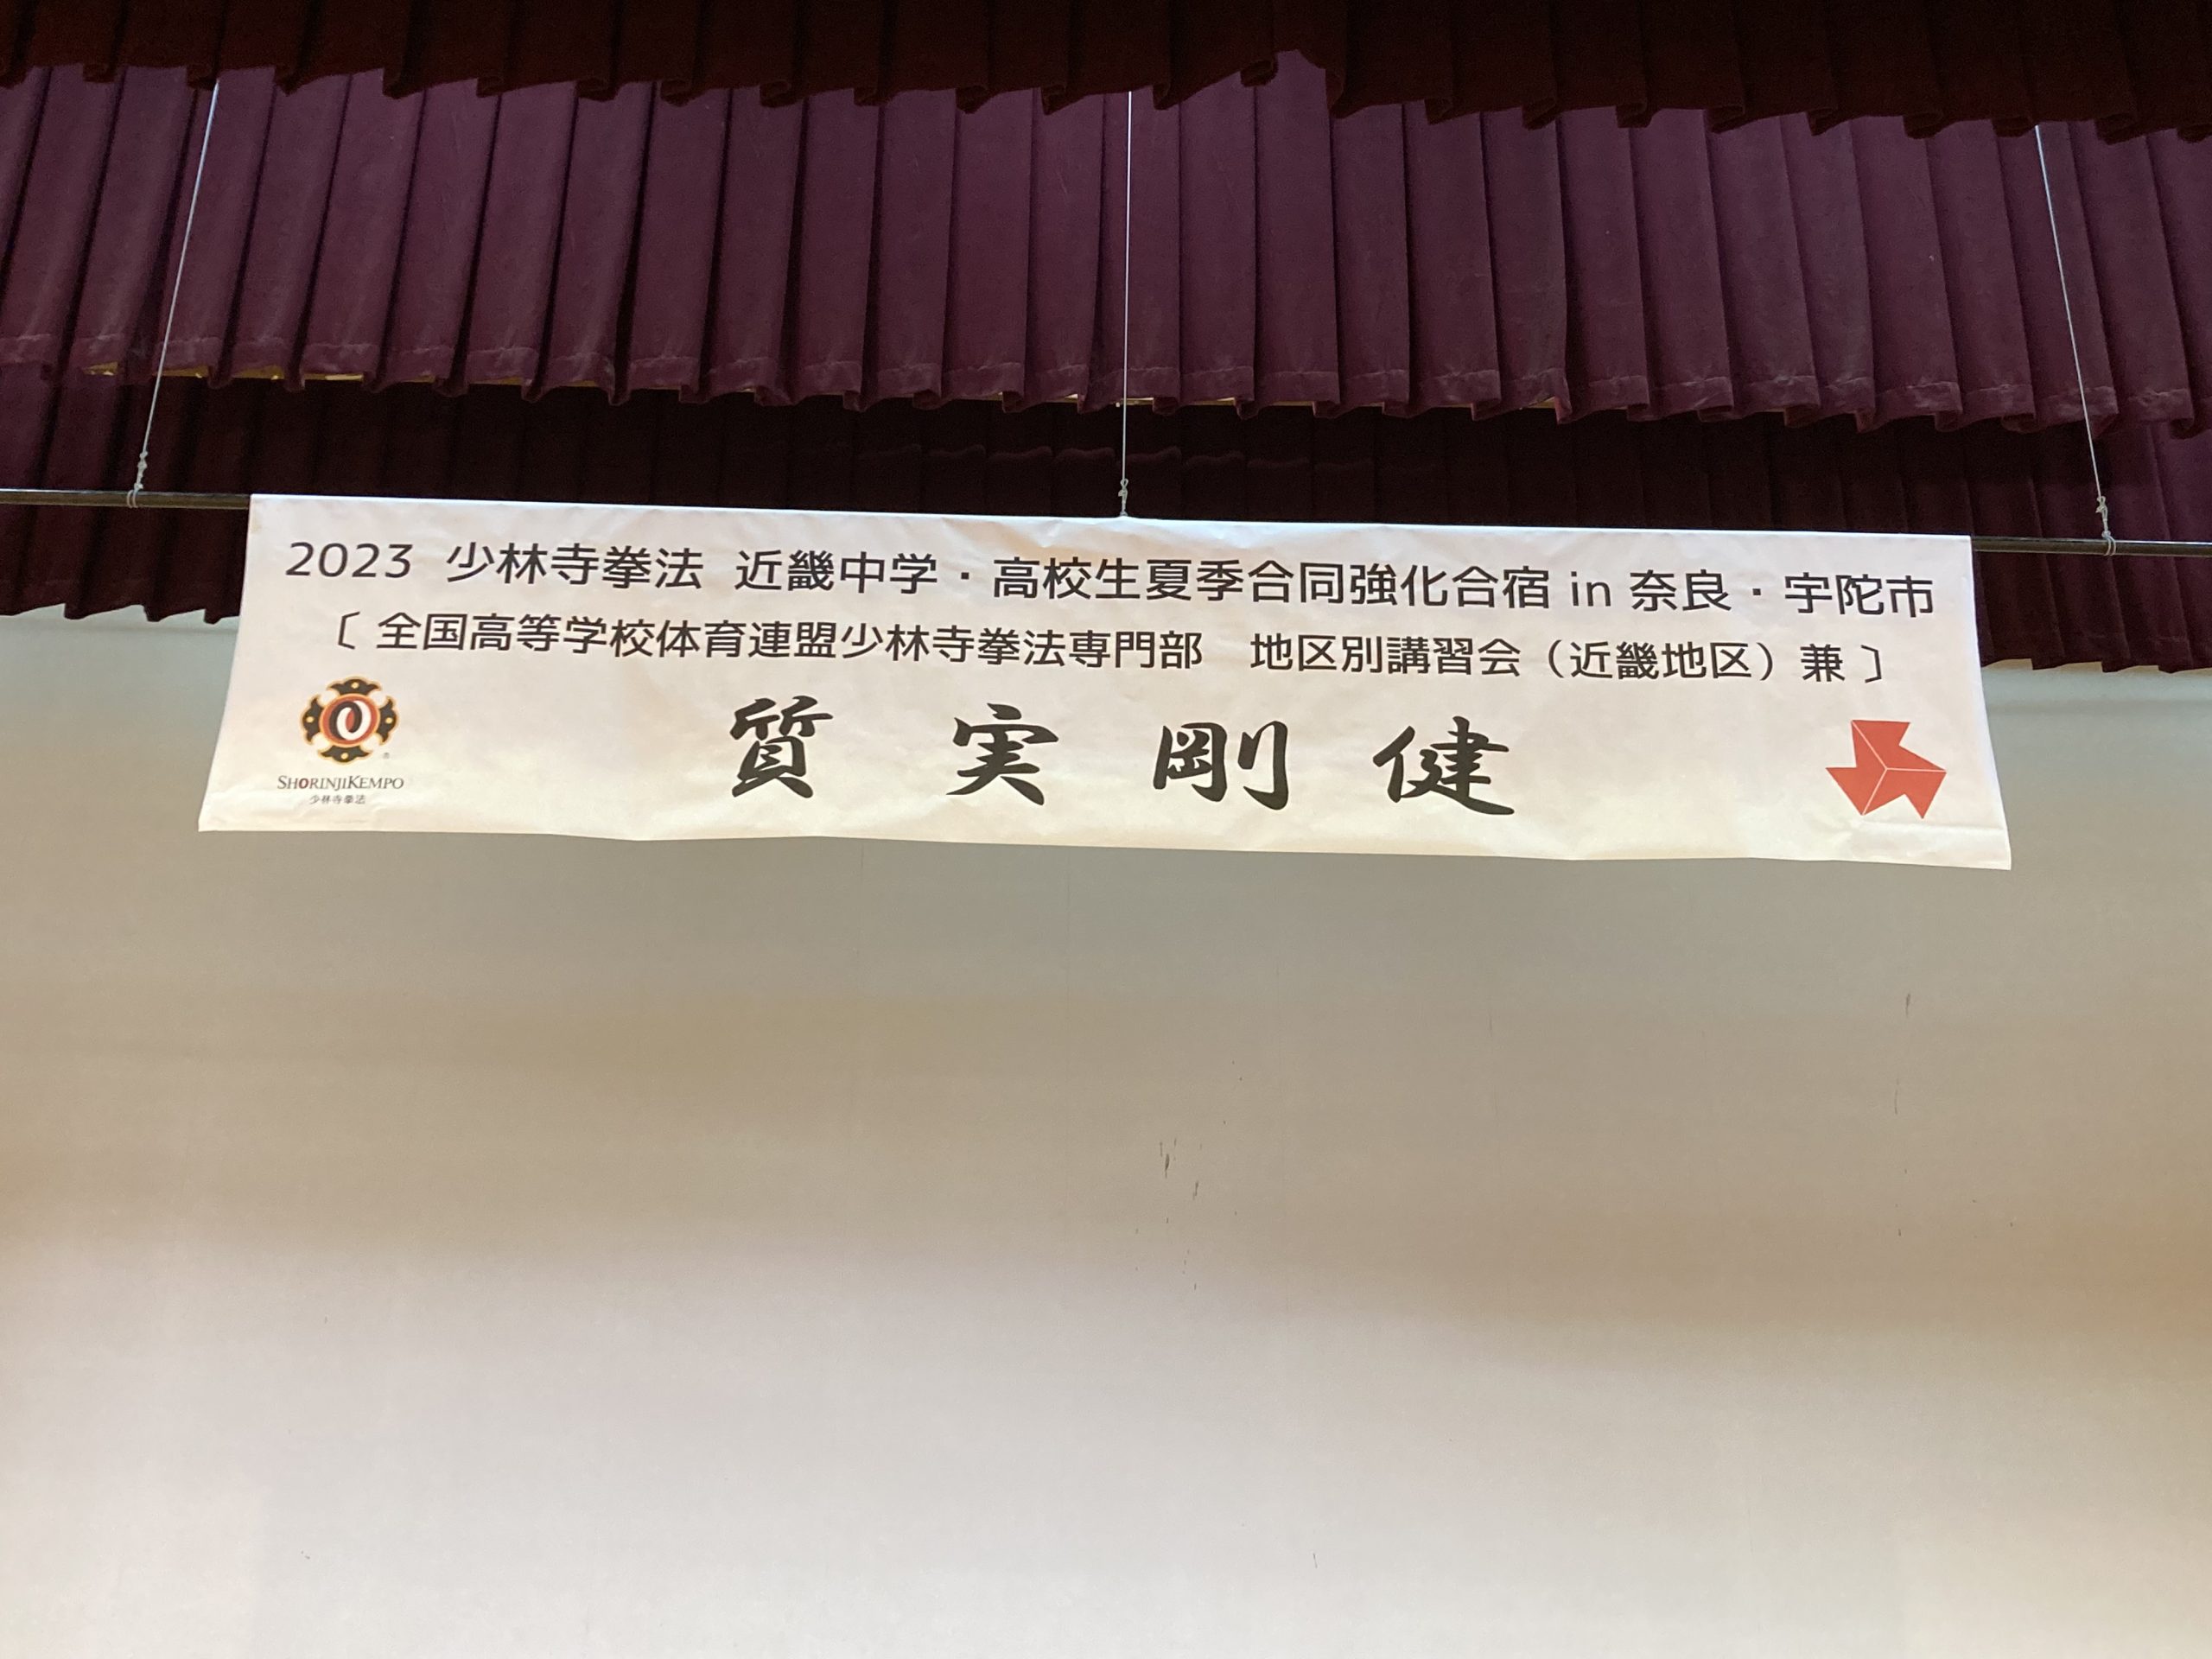 2023 少林寺拳法 近畿中学・高校生夏季合同強化合宿 in 奈良・宇陀市
〔 全国高等学校体育連盟少林寺拳法専門部 地区別講習会（近畿地区）兼 〕
質 実 剛 健
SHORINJIKEMPO
少林寺拳法